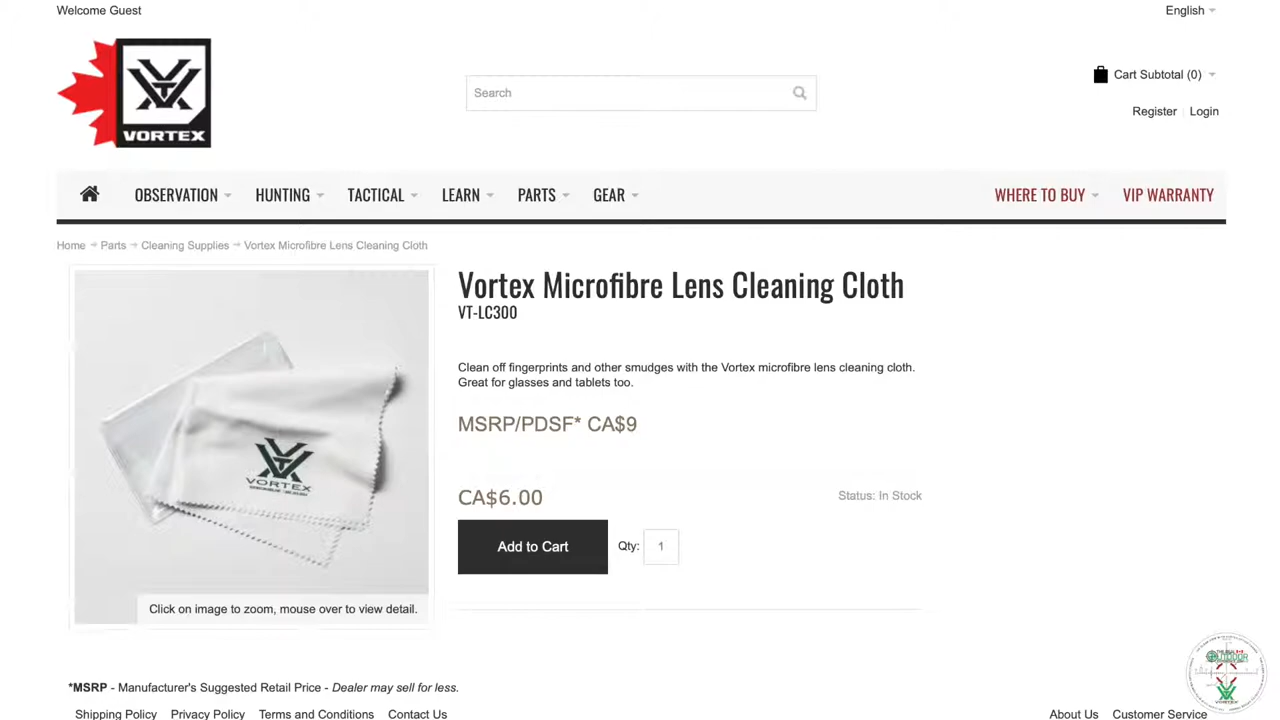 Welcome Guest
English
VORTEX
Search
Cart Subtotal (0)
Register Login
OBSERVATION HUNTING TACTICAL LEARN PARTS GEAR WHERE TO BUY VIP WARRANTY
Home Parts Cleaning Supplies Vortex Microfibre Lens Cleaning Cloth
Vortex Microfibre Lens Cleaning Cloth
VT-LC300
Clean off fingerprints and other smudges with the Vortex microfibre lens cleaning cloth.
Great for glasses and tablets too.
MSRP/PDSF* CA$9
VORTEX
CA$6.00
Status: In Stock
Add to Cart Qty: 1
Click on image to zoom, mouse over to view detail.
*MSRP - Manufacturer's Suggested Retail Price - Dealer may sell for less.
Shipping Policy Privacy Policy Terms and Conditions Contact Us About Us Customer Service
OUTDOOR
VORTEX